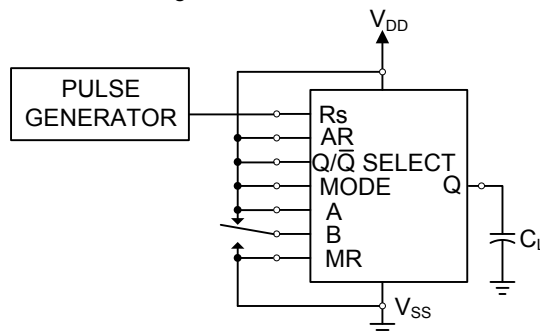 V_DD
PULSE
GENERATOR
Rs
AR
Q/Q̅ SELECT
MODE
Q
A
B
MR
C_L
V_SS